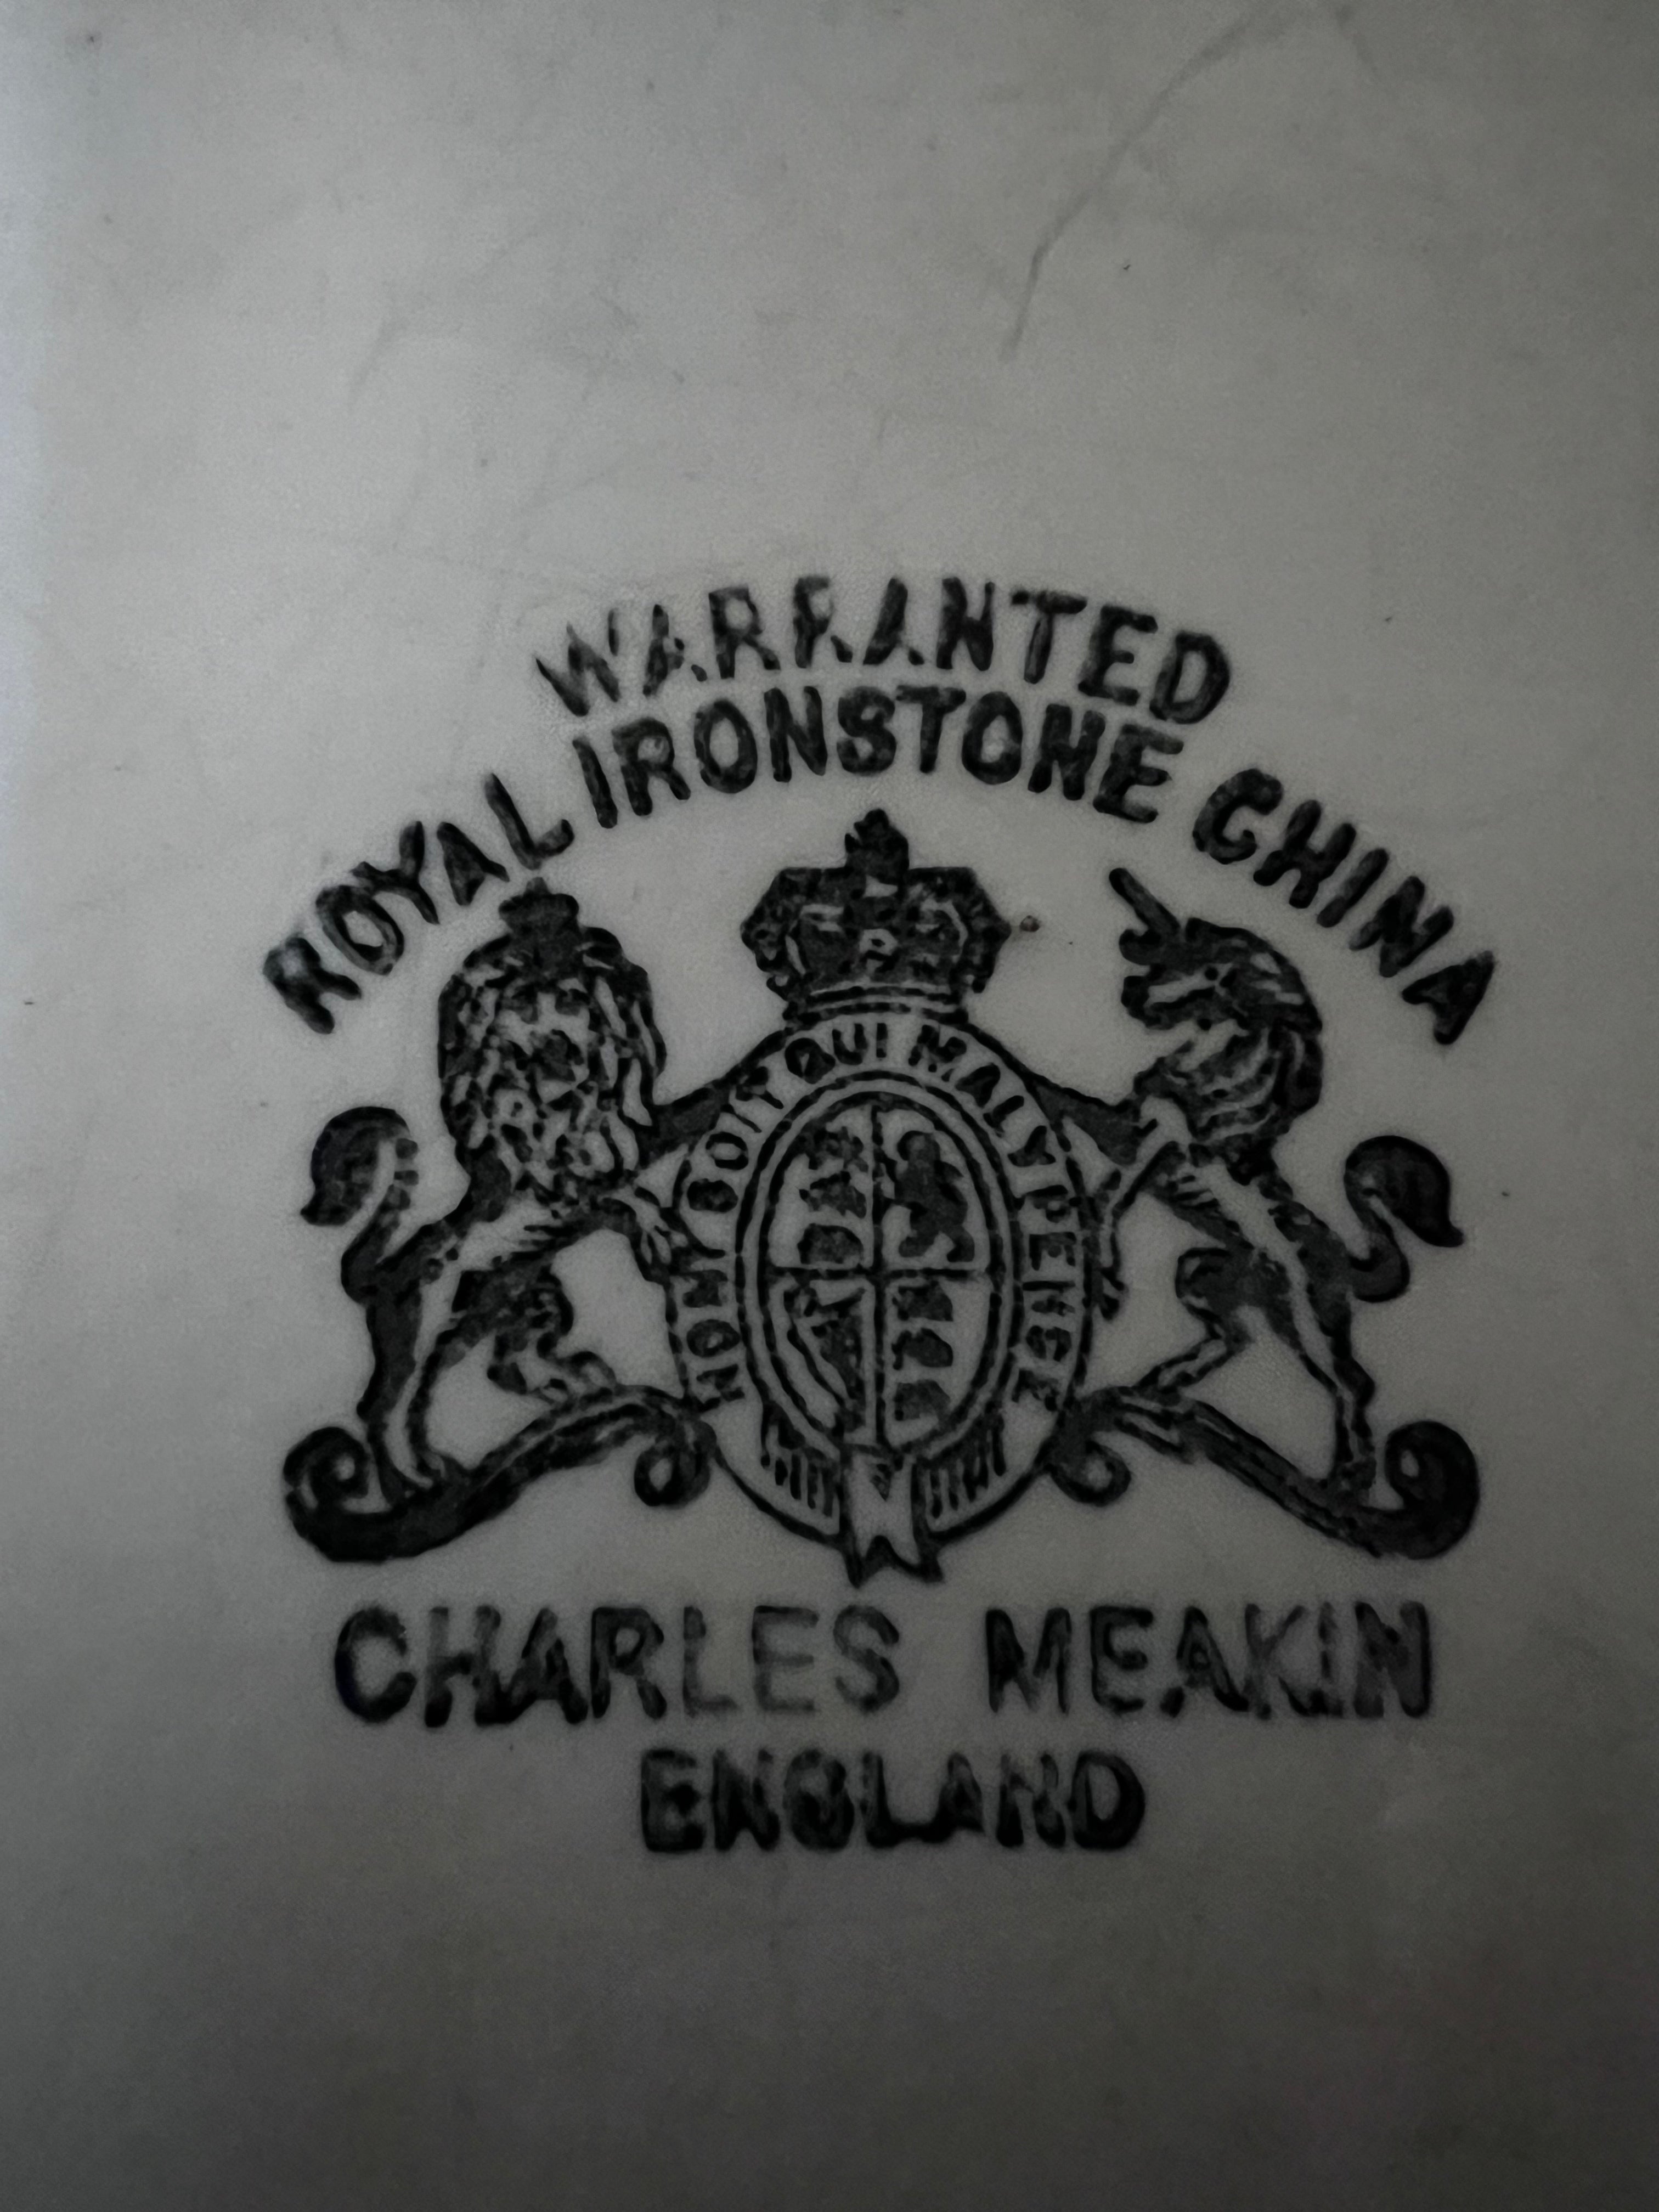 WARRANTED
ROYAL IRONSTONE CHINA
HONI SOIT QUI MAL Y PENSE
CHARLES MEAKIN
ENGLAND